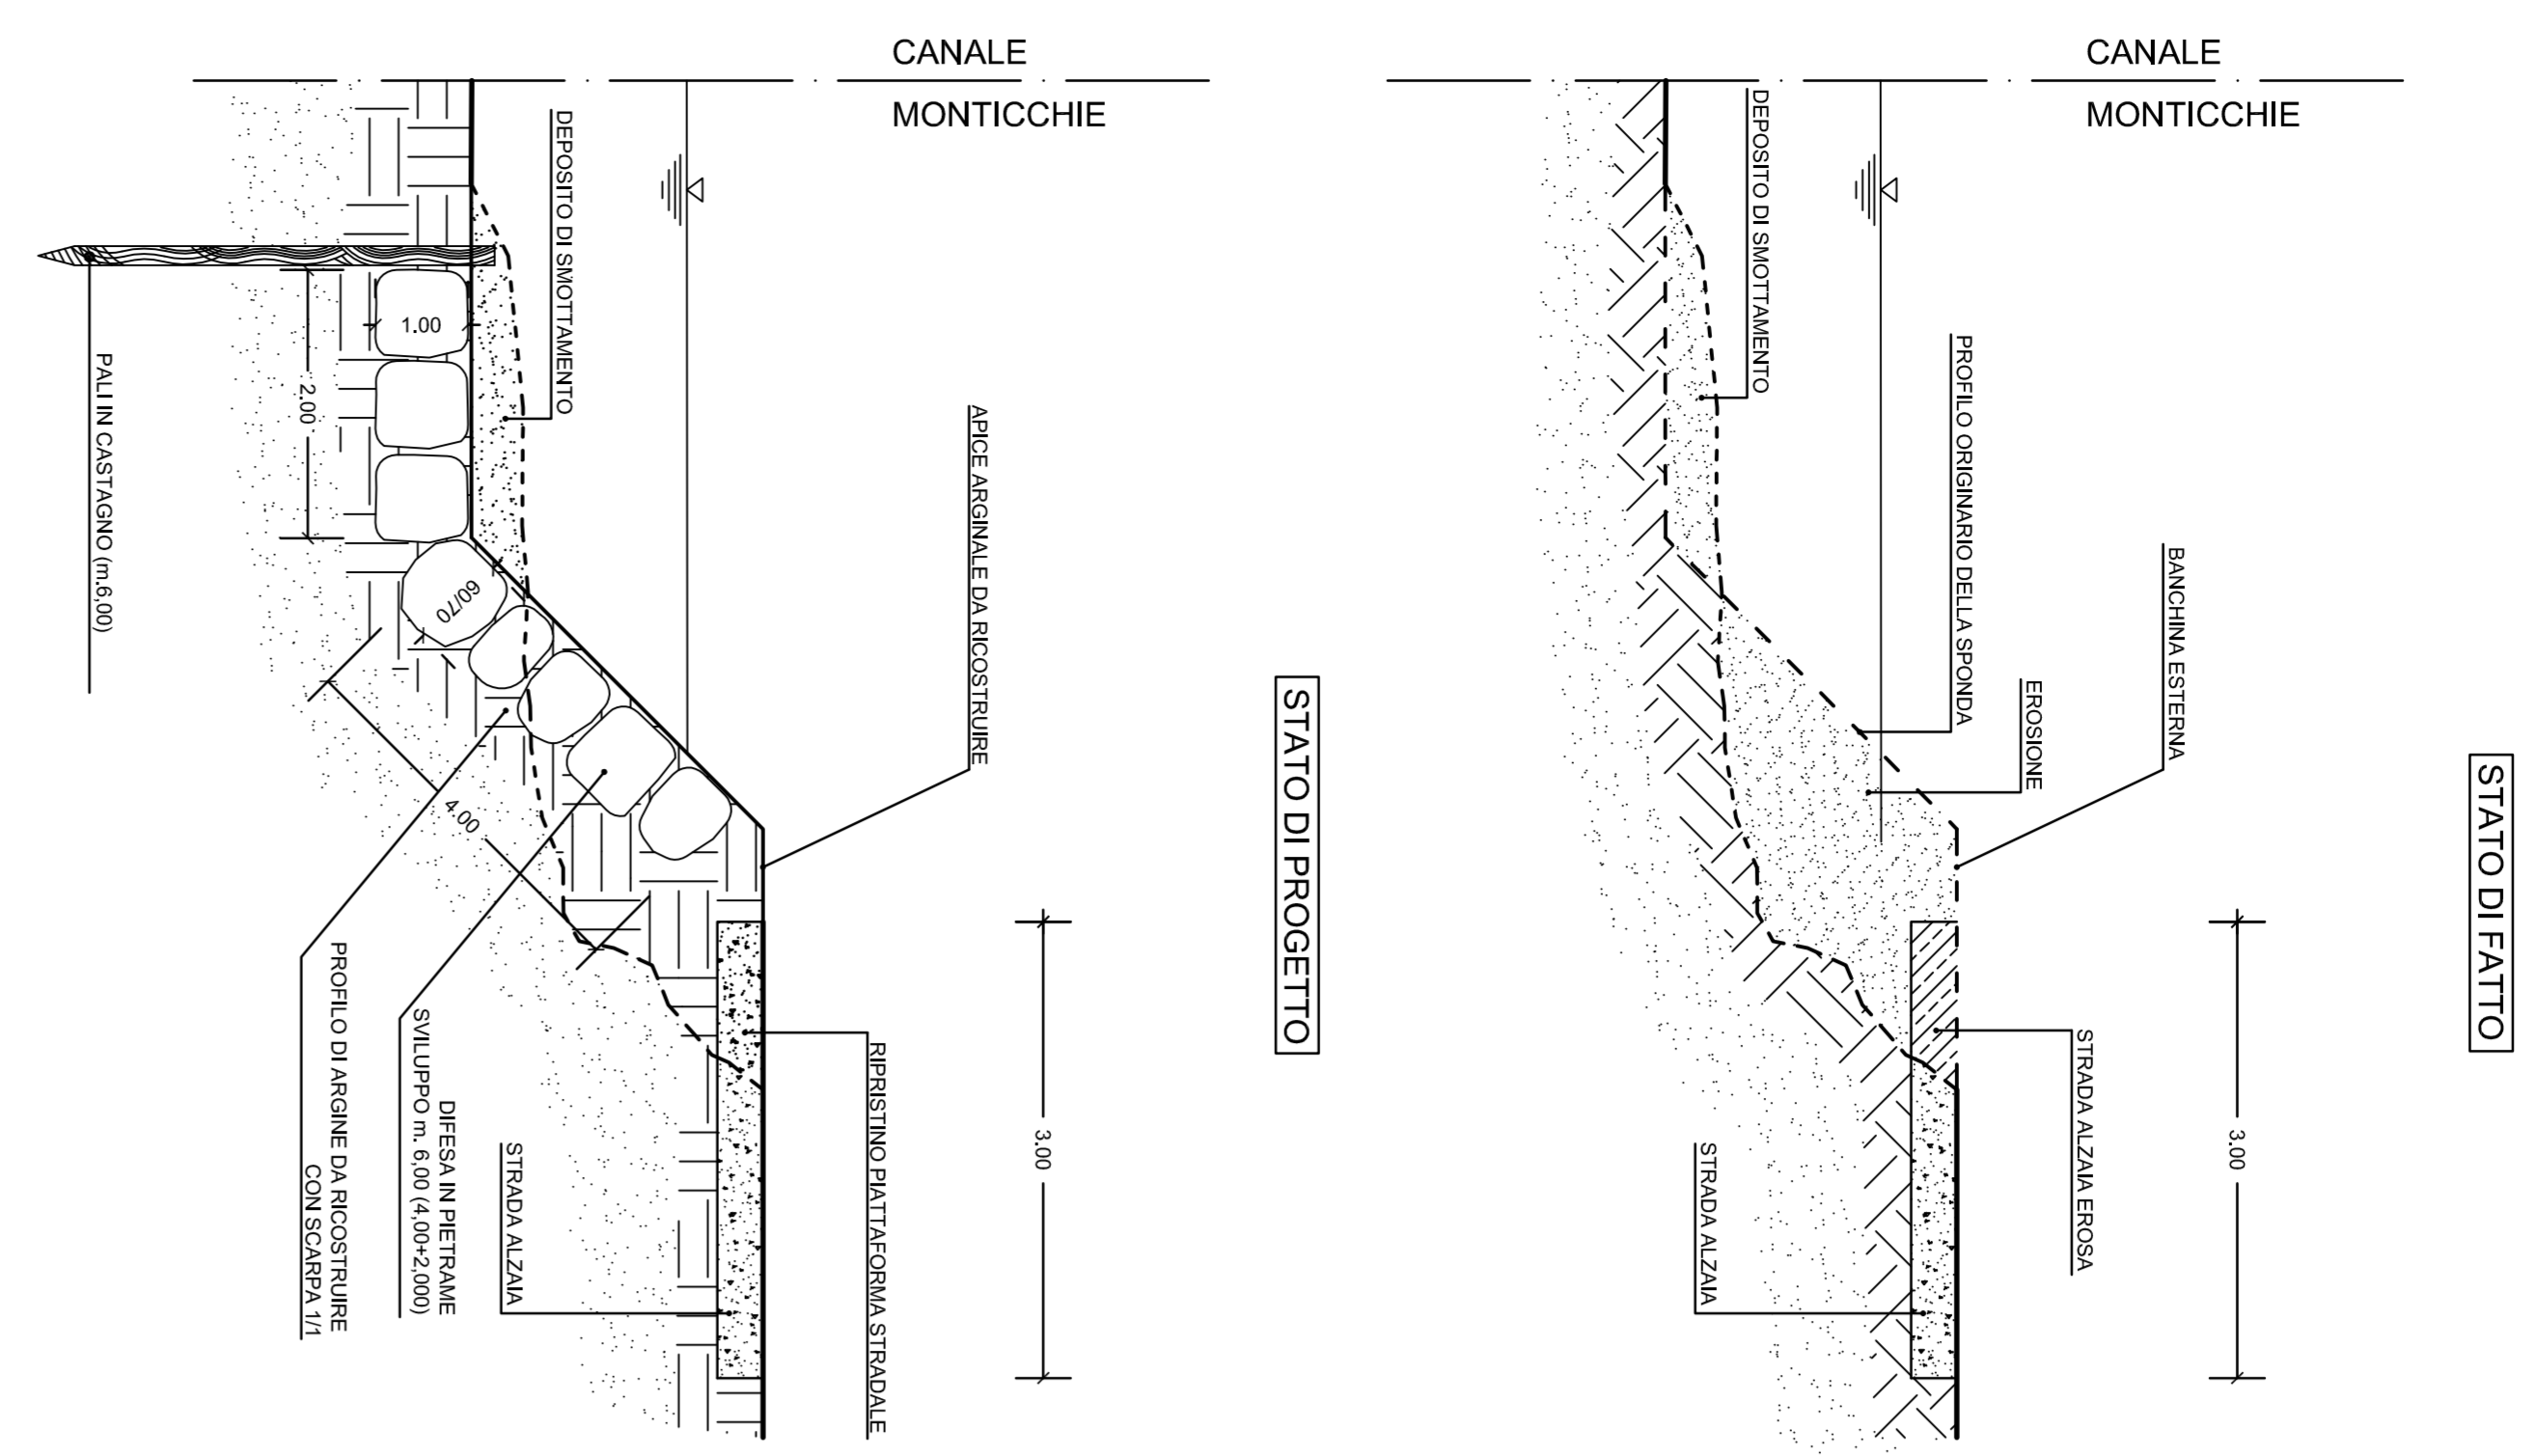 STATO DI FATTO
CANALE
MONTICCHIE
DEPOSITO DI SMOTTAMENTO
PROFILO ORIGINARIO DELLA SPONDA
EROSIONE
BANCHINA ESTERNA
3.00
STRADA ALZAIA EROSA
STRADA ALZAIA
STATO DI PROGETTO
CANALE
MONTICCHIE
DEPOSITO DI SMOTTAMENTO
APICE ARGINALE DA RICOSTRUIRE
3.00
RIPRISTINO PIATTAFORMA STRADALE
STRADA ALZAIA
1.00
2.00
60/70
4.00
PALI IN CASTAGNO (m.6,00)
DIFESA IN PIETRAME
SVILUPPO m. 6,00 (4,00+2,000)
PROFILO DI ARGINE DA RICOSTRUIRE
CON SCARPA 1/1